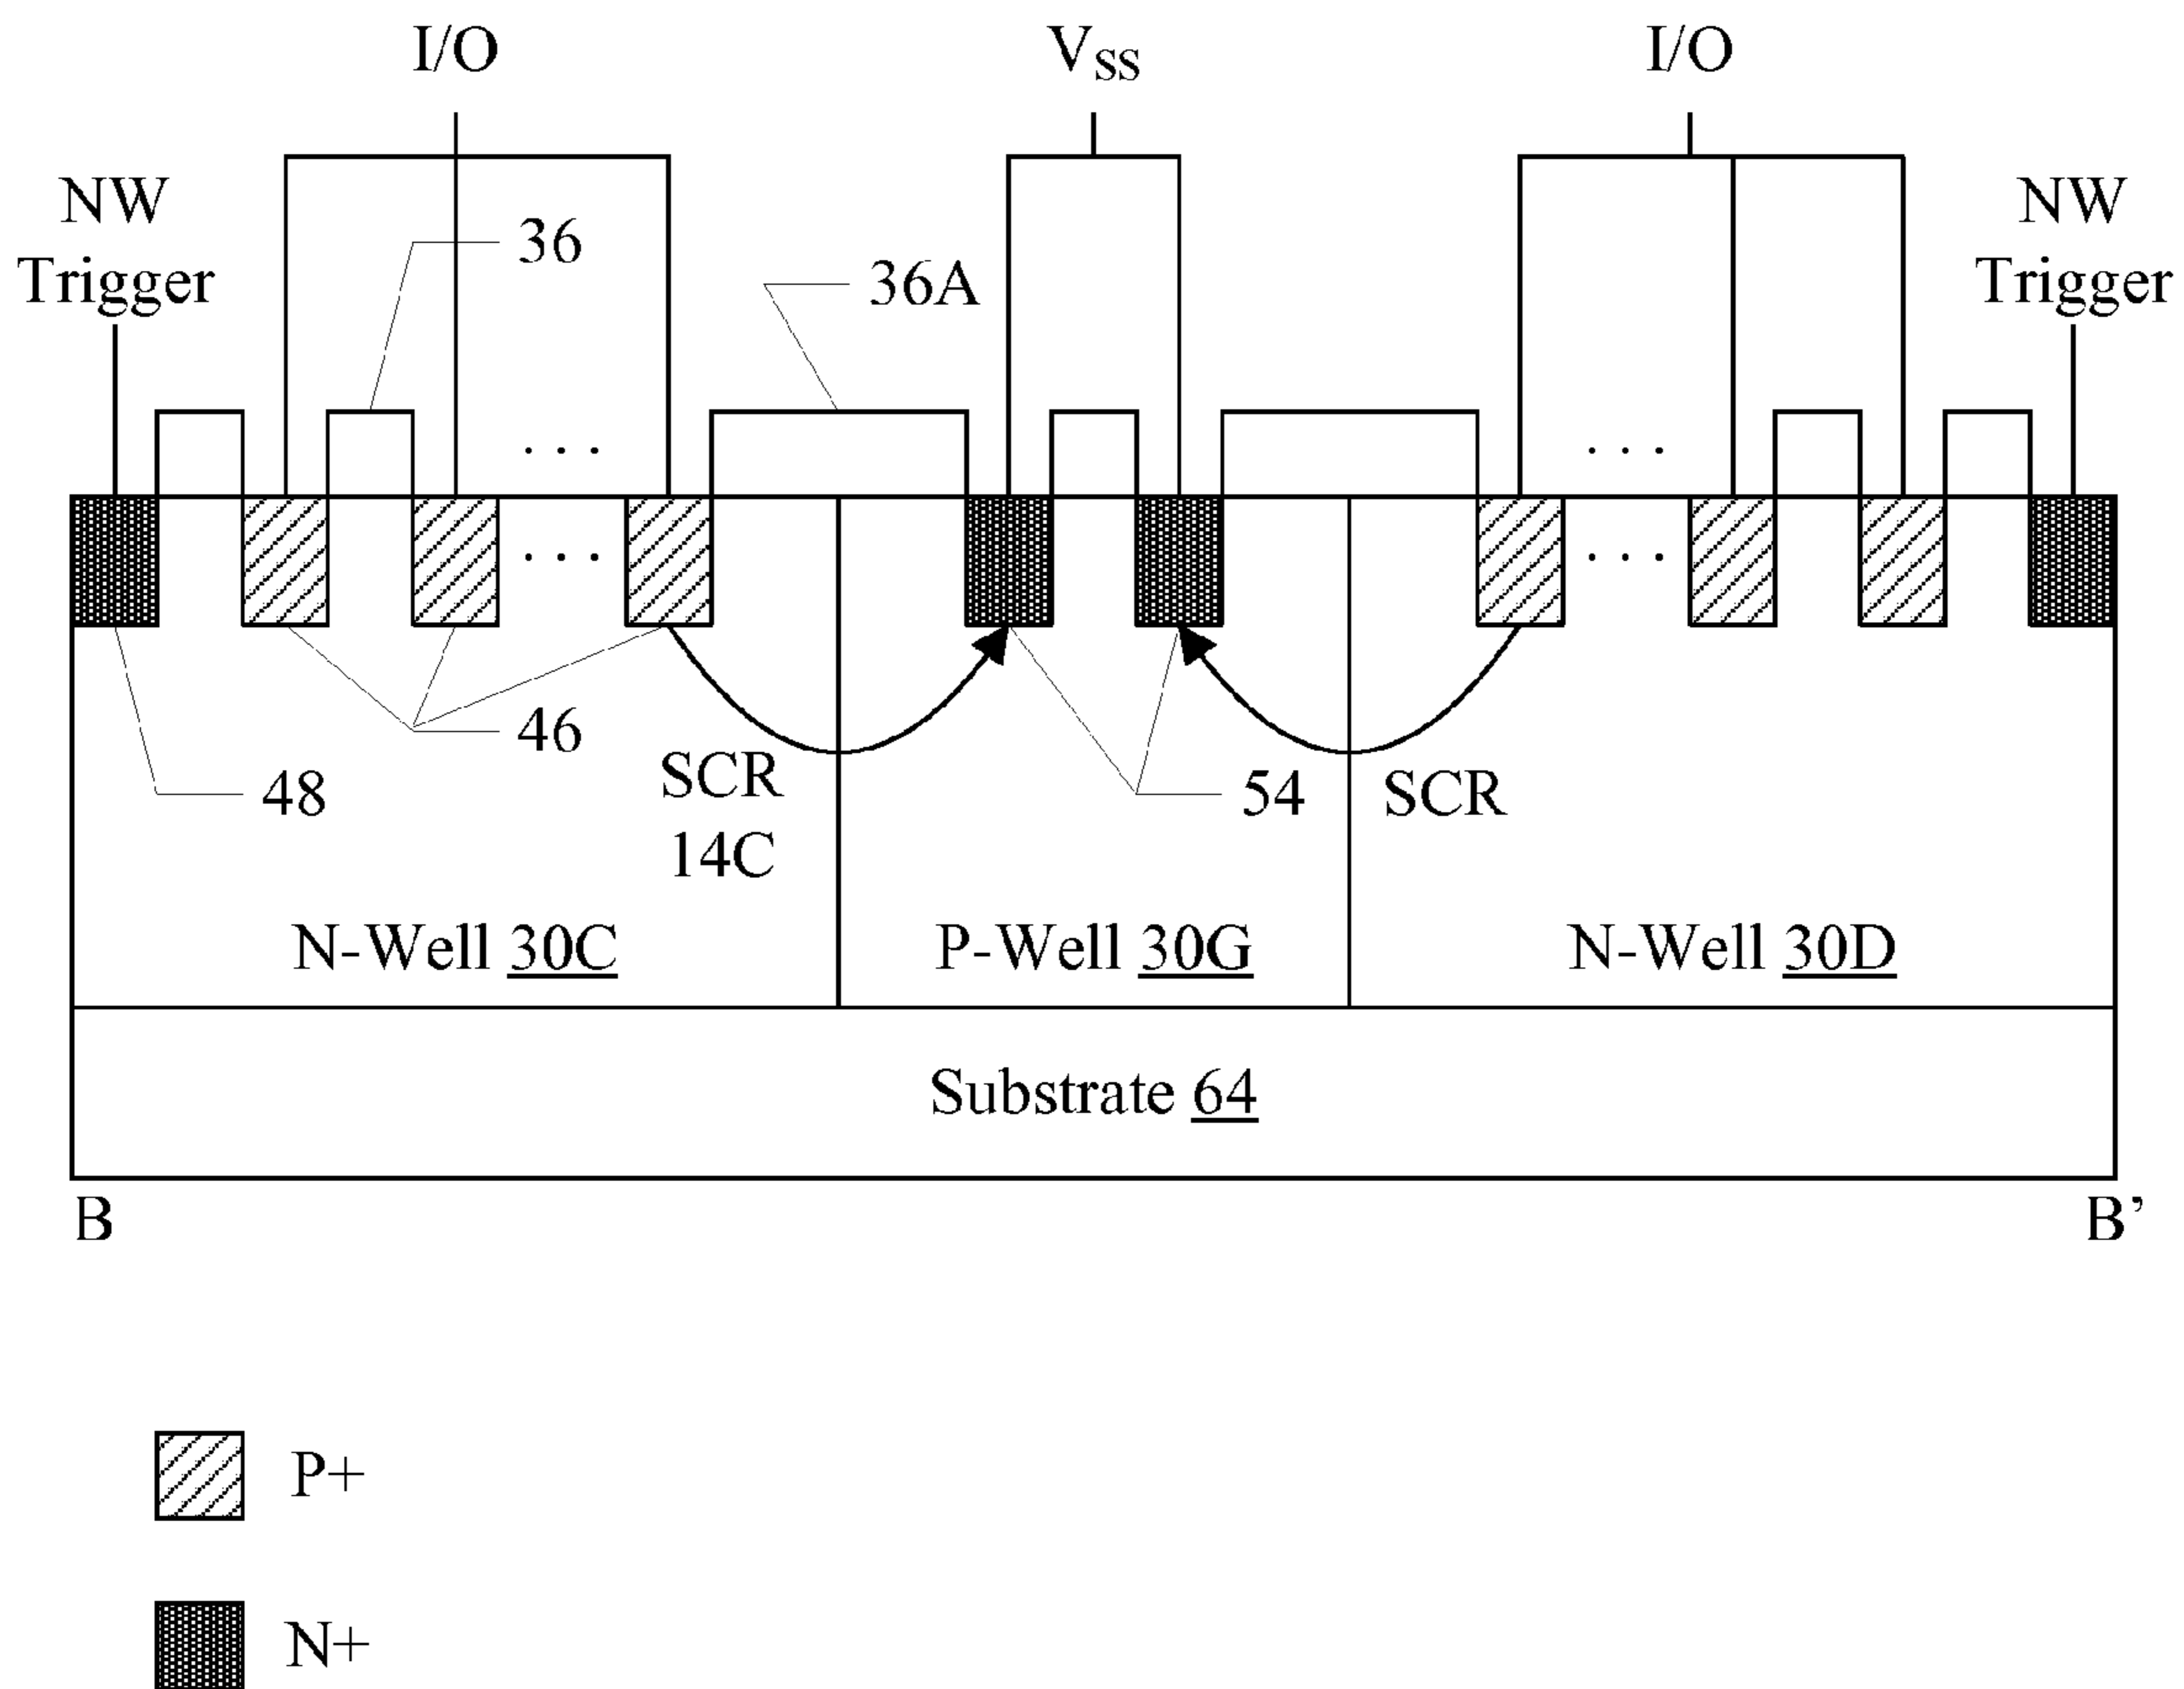 I/O
VSS
I/O
NW
Trigger
NW
Trigger
36
36A
. . .
. . .
. . .
. . .
46
48
SCR
14C
54
SCR
N-Well 30C
P-Well 30G
N-Well 30D
Substrate 64
B
B’
P+
N+